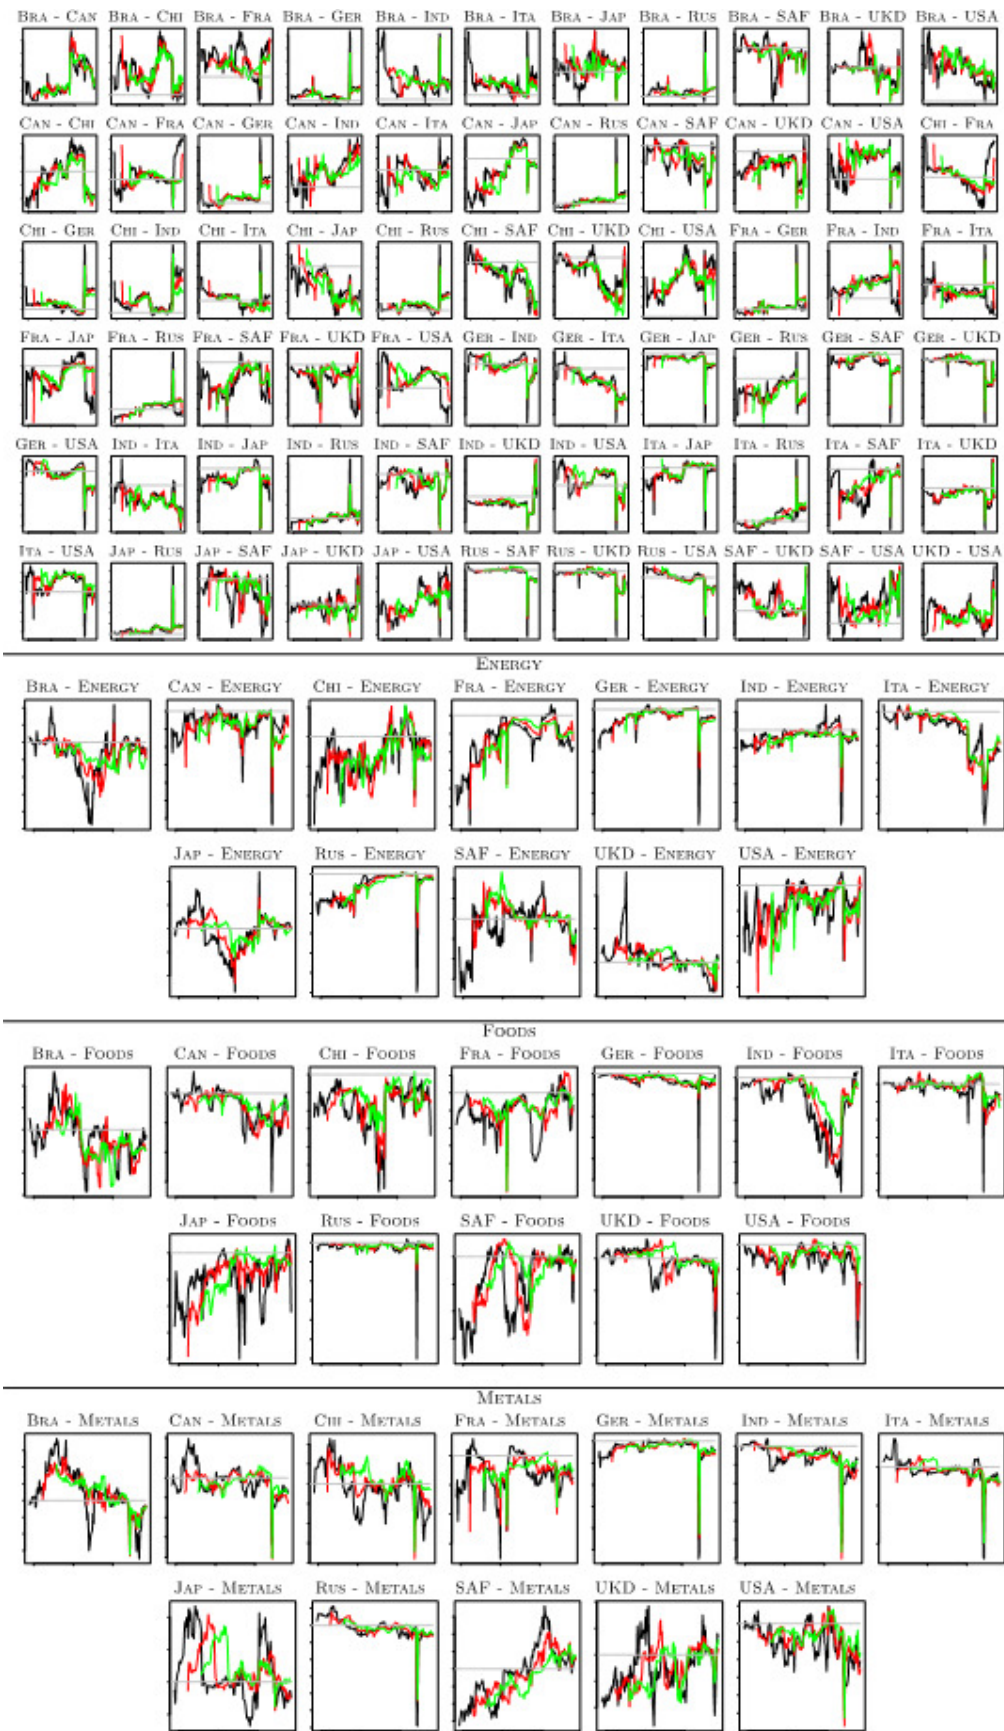 BRA - CAN BRA - CHI BRA - FRA BRA - GER BRA - IND BRA - ITA BRA - JAP BRA - RUS BRA - SAF BRA - UKD BRA - USA
CAN - CHI CAN - FRA CAN - GER CAN - IND CAN - ITA CAN - JAP CAN - RUS CAN - SAF CAN - UKD CAN - USA CHI - FRA
CHI - GER CHI - IND CHI - ITA CHI - JAP CHI - RUS CHI - SAF CHI - UKD CHI - USA FRA - GER FRA - IND FRA - ITA
FRA - JAP FRA - RUS FRA - SAF FRA - UKD FRA - USA GER - IND GER - ITA GER - JAP GER - RUS GER - SAF GER - UKD
GER - USA IND - ITA IND - JAP IND - RUS IND - SAF IND - UKD IND - USA ITA - JAP ITA - RUS ITA - SAF ITA - UKD
ITA - USA JAP - RUS JAP - SAF JAP - UKD JAP - USA RUS - SAF RUS - UKD RUS - USA SAF - UKD SAF - USA UKD - USA
ENERGY
BRA - ENERGY CAN - ENERGY CHI - ENERGY FRA - ENERGY GER - ENERGY IND - ENERGY ITA - ENERGY
JAP - ENERGY RUS - ENERGY SAF - ENERGY UKD - ENERGY USA - ENERGY
FOODS
BRA - FOODS CAN - FOODS CHI - FOODS FRA - FOODS GER - FOODS IND - FOODS ITA - FOODS
JAP - FOODS RUS - FOODS SAF - FOODS UKD - FOODS USA - FOODS
METALS
BRA - METALS CAN - METALS CHI - METALS FRA - METALS GER - METALS IND - METALS ITA - METALS
JAP - METALS RUS - METALS SAF - METALS UKD - METALS USA - METALS